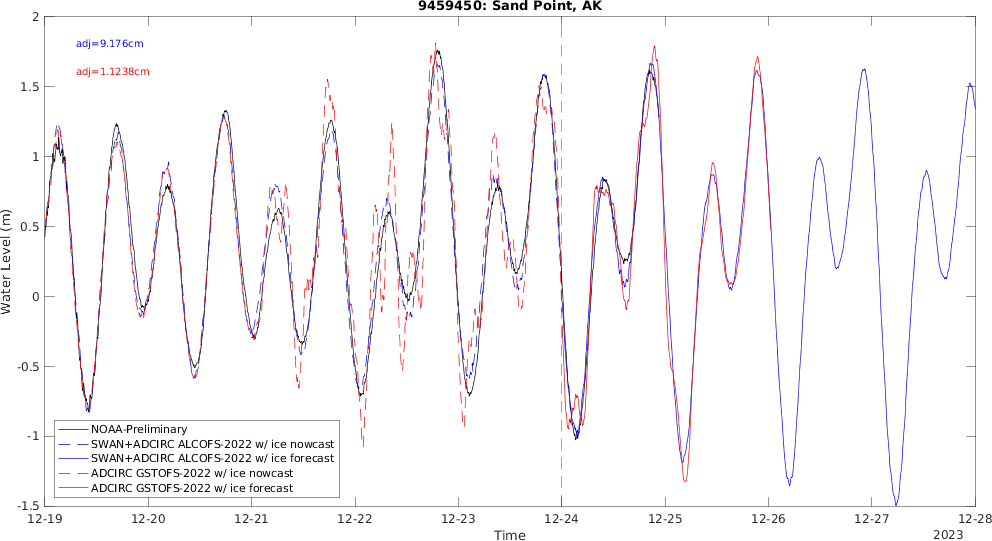 9459450: Sand Point, AK
2
1.5
1
0.5
0
-0.5
-1
-1.5
Water Level (m)
adj=9.176cm
adj=1.1238cm
NOAA-Preliminary
SWAN+ADCIRC ALCOFS-2022 w/ ice nowcast
SWAN+ADCIRC ALCOFS-2022 w/ ice forecast
ADCIRC GSTOFS-2022 w/ ice nowcast
ADCIRC GSTOFS-2022 w/ ice forecast
12-19 12-20 12-21 12-22 12-23 12-24 12-25 12-26 12-27 12-28
Time
2023